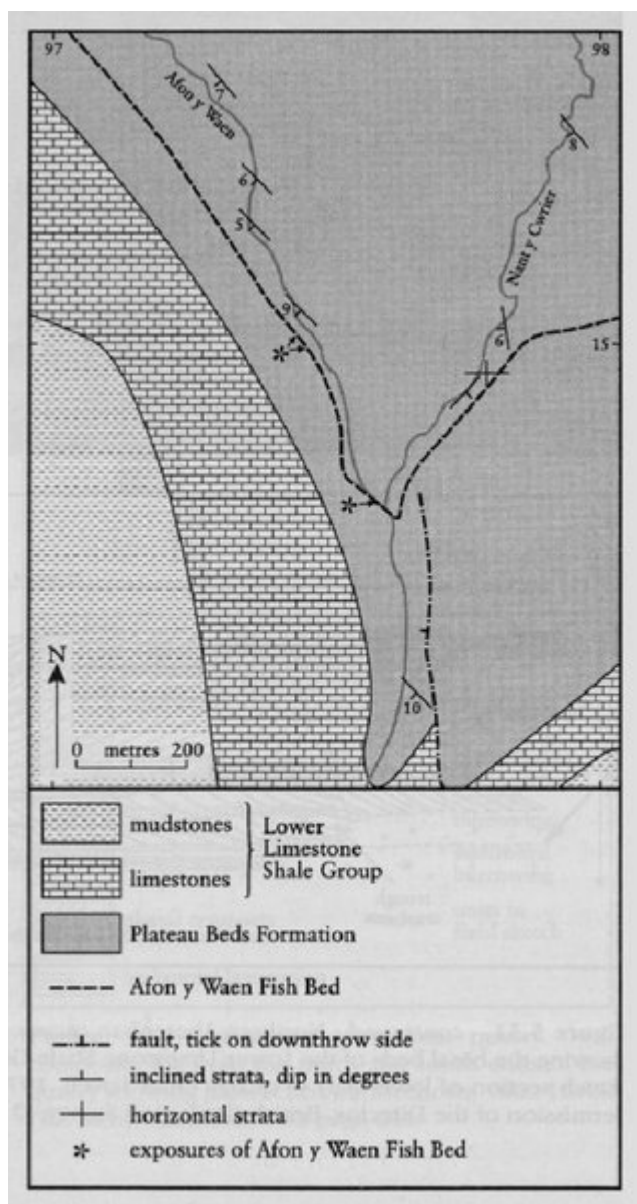 97
98
Afon y Waen
17
6
5
6
8
Nant y Cwrier
6
15
10
N
0 metres 200
mudstones
Lower
Limestone
Shale Group
limestones
Plateau Beds Formation
Afon y Waen Fish Bed
fault, tick on downthrow side
inclined strata, dip in degrees
horizontal strata
exposures of Afon y Waen Fish Bed